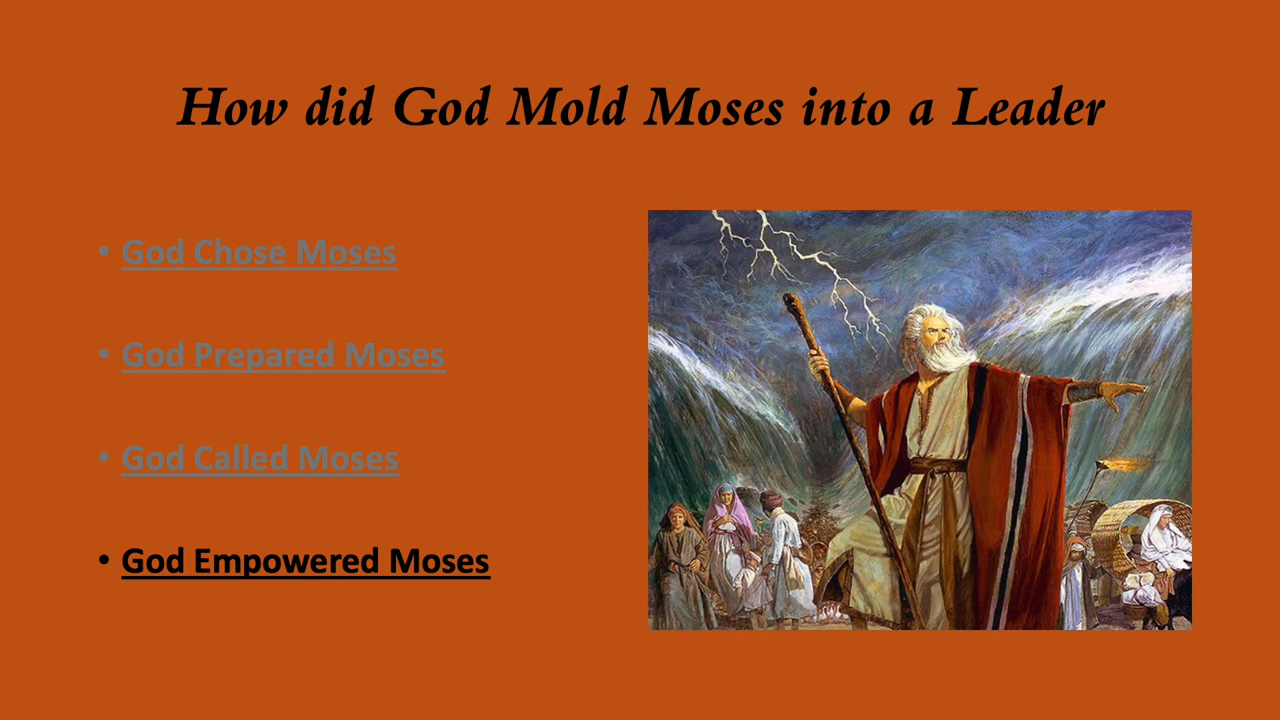 How did God Mold Moses into a Leader
• God Chose Moses
• God Prepared Moses
• God Called Moses
• God Empowered Moses